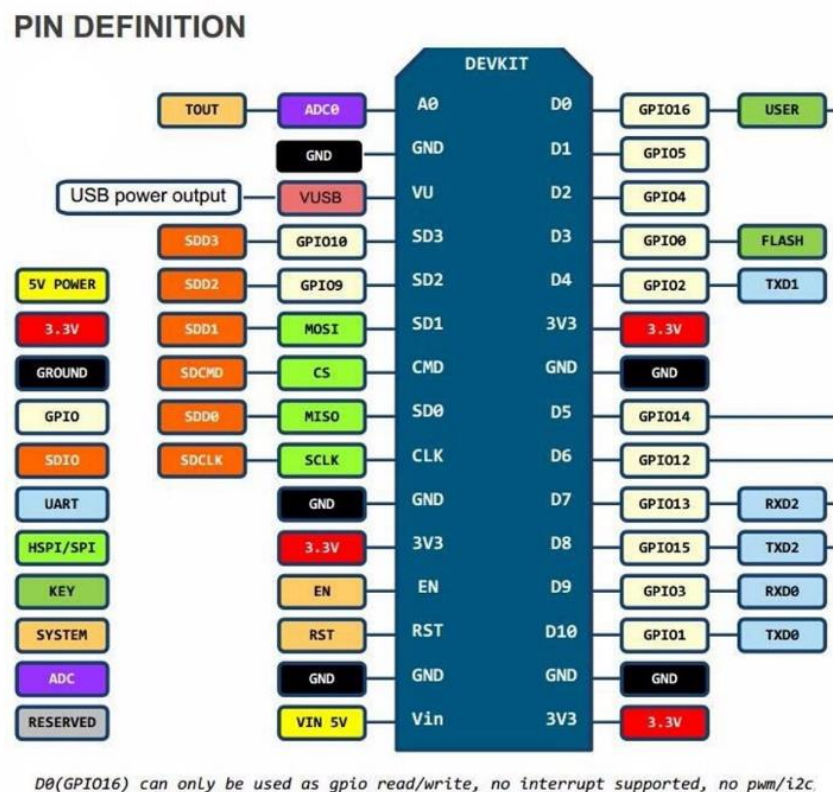 PIN DEFINITION
DEVKIT
TOUT ADC0 A0 D0 GPIO16 USER
GND GND D1 GPIO5
USB power output VUSB VU D2 GPIO4
SDD3 GPIO10 SD3 D3 GPIO0 FLASH
5V POWER SDD2 GPIO9 SD2 D4 GPIO2 TXD1
3.3V SDD1 MOSI SD1 3V3 3.3V
GROUND SDCMD CS CMD GND GND
GPIO SDD0 MISO SD0 D5 GPIO14
SDIO SDCLK SCLK CLK D6 GPIO12
UART GND GND D7 GPIO13 RXD2
HSPI/SPI 3.3V 3V3 D8 GPIO15 TXD2
KEY EN EN D9 GPIO3 RXD0
SYSTEM RST RST D10 GPIO1 TXD0
ADC GND GND GND GND
RESERVED VIN 5V Vin 3V3 3.3V
D0(GPIO16) can only be used as gpio read/write, no interrupt supported, no pwm/i2c